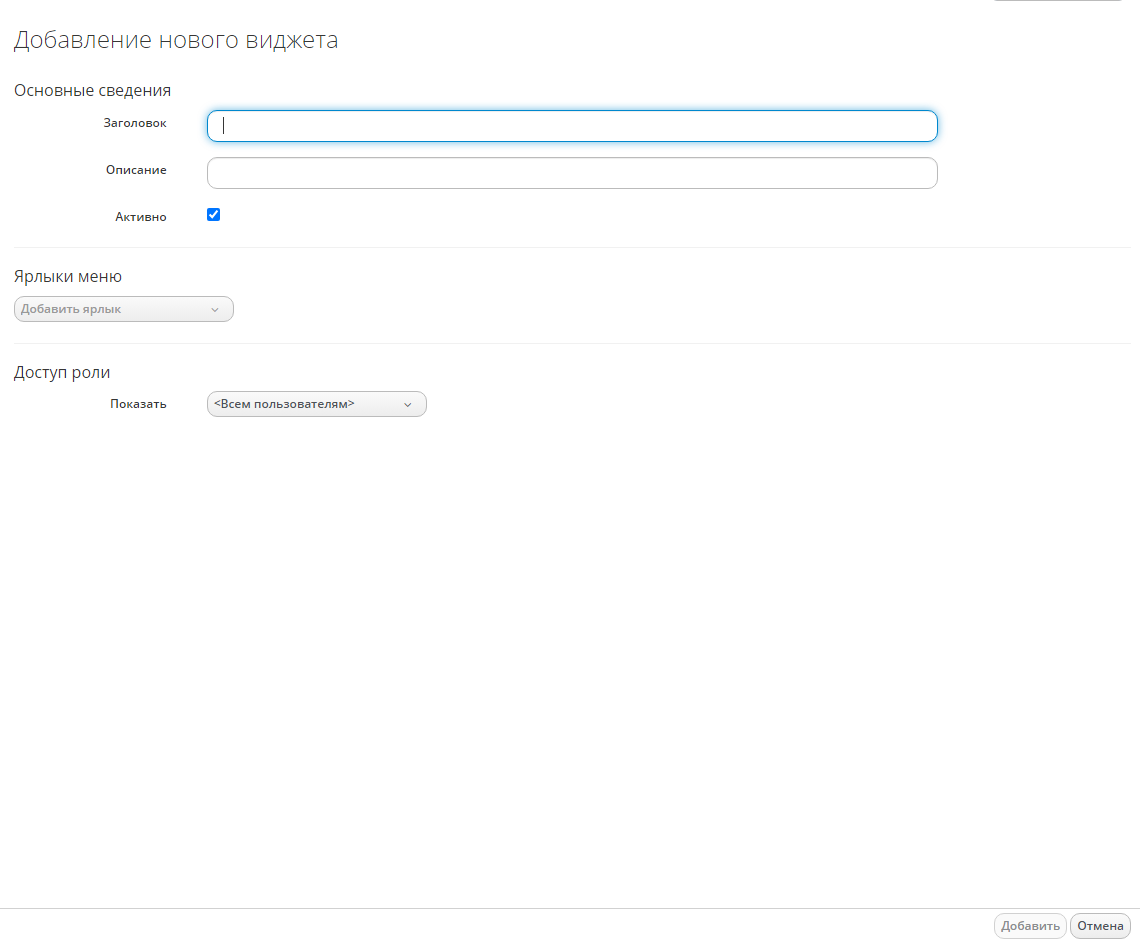 Добавление нового виджета
Основные сведения
Заголовок
Описание
Активно
Ярлыки меню
Добавить ярлык
Доступ роли
Показать <Всем пользователям>
Добавить Отмена